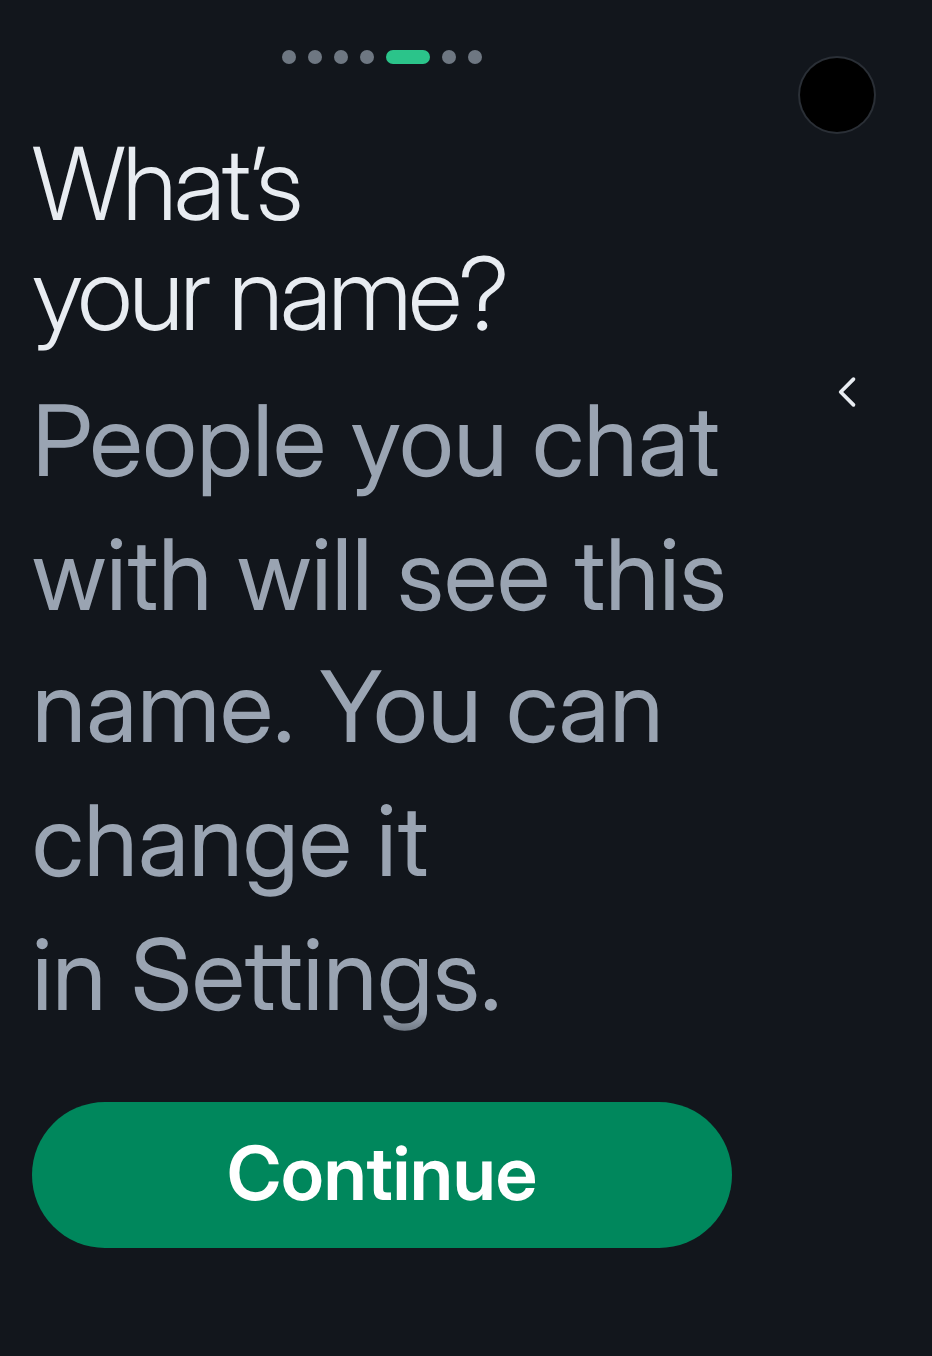 What’s
your name?
People you chat
with will see this
name. You can
change it
in Settings.
Continue